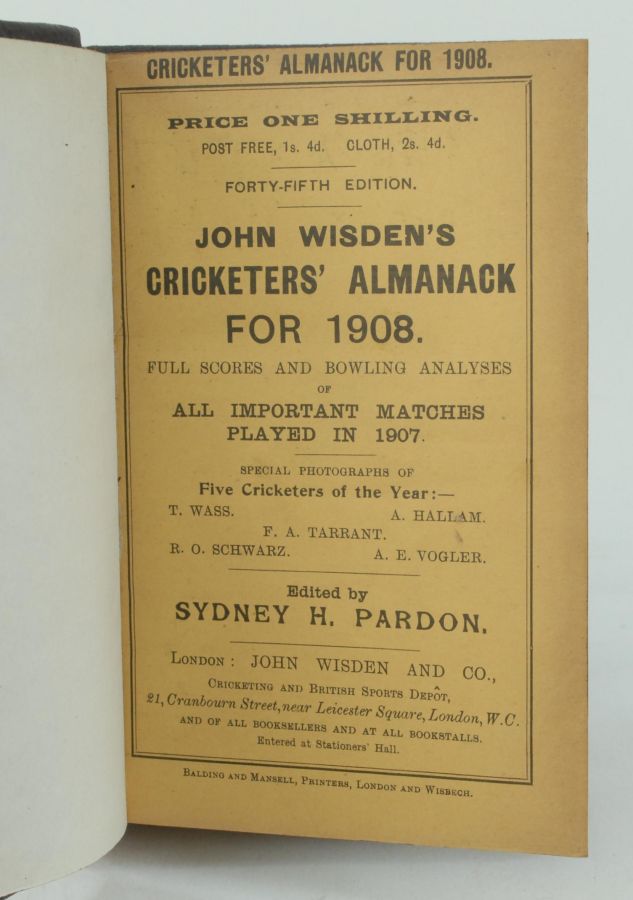 CRICKETERS' ALMANACK FOR 1908.
PRICE ONE SHILLING.
POST FREE, 1s. 4d. CLOTH, 2s. 4d.
FORTY-FIFTH EDITION.
JOHN WISDEN'S
CRICKETERS' ALMANACK
FOR 1908.
FULL SCORES AND BOWLING ANALYSES
OF
ALL IMPORTANT MATCHES
PLAYED IN 1907.
SPECIAL PHOTOGRAPHS OF
Five Cricketers of the Year:—
T. WASS. A. HALLAM.
F. A. TARRANT.
R. O. SCHWARZ. A. E. VOGLER.
Edited by
SYDNEY H. PARDON.
LONDON: JOHN WISDEN AND CO.,
CRICKETING AND BRITISH SPORTS DEPÔT,
21, Cranbourn Street, near Leicester Square, London, W.C.
AND OF ALL BOOKSELLERS AND AT ALL BOOKSTALLS.
Entered at Stationers' Hall.
BALDING AND MANSELL, PRINTERS, LONDON AND WISBECH.